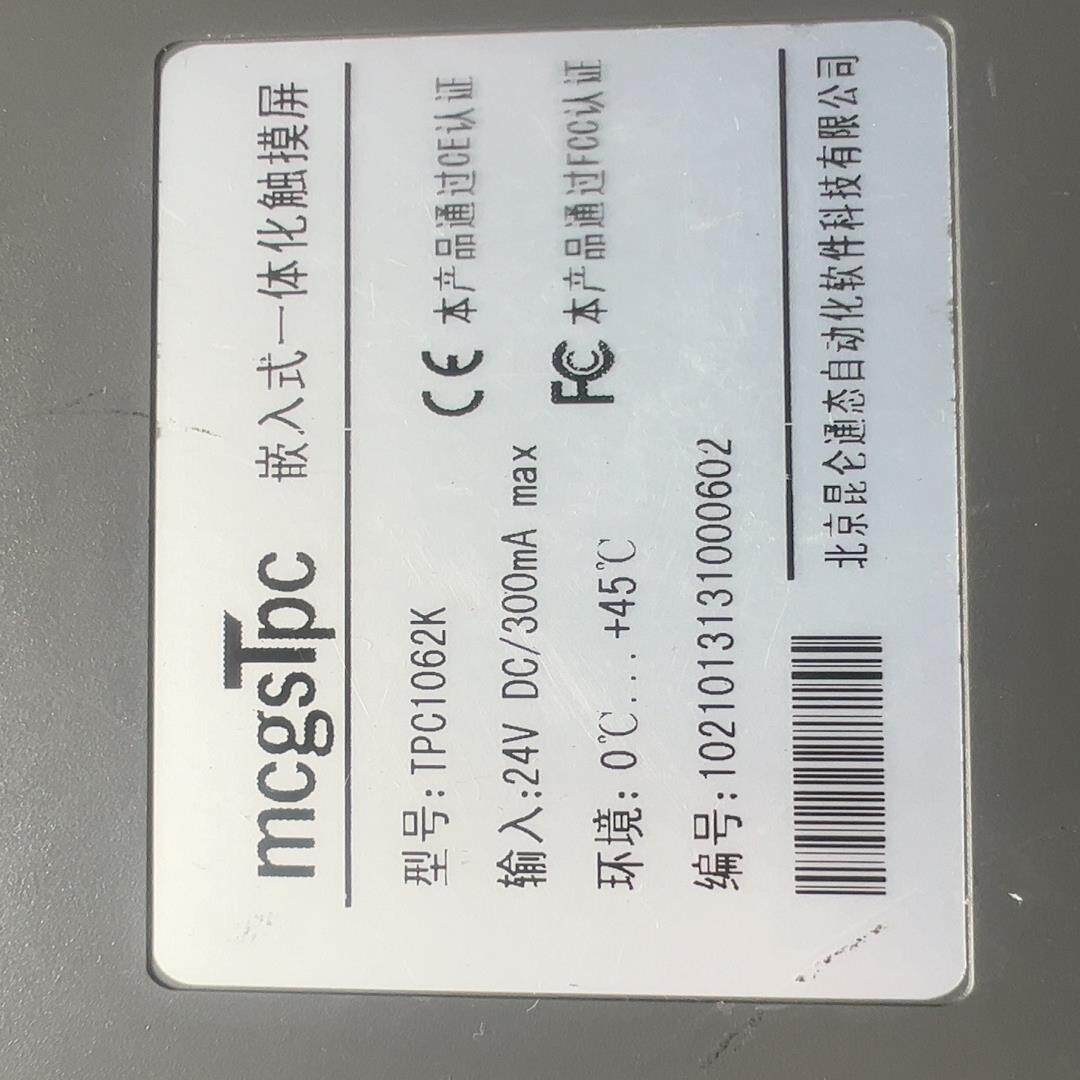 mcgsTpc 嵌入式一体化触摸屏
型号:TPC1062K
输入:24V DC/300mA max
环境: 0℃... +45℃
编号:1021013131000602
CE 本产品通过CE认证
FC 本产品通过FCC认证
北京昆仑通态自动化软件科技有限公司